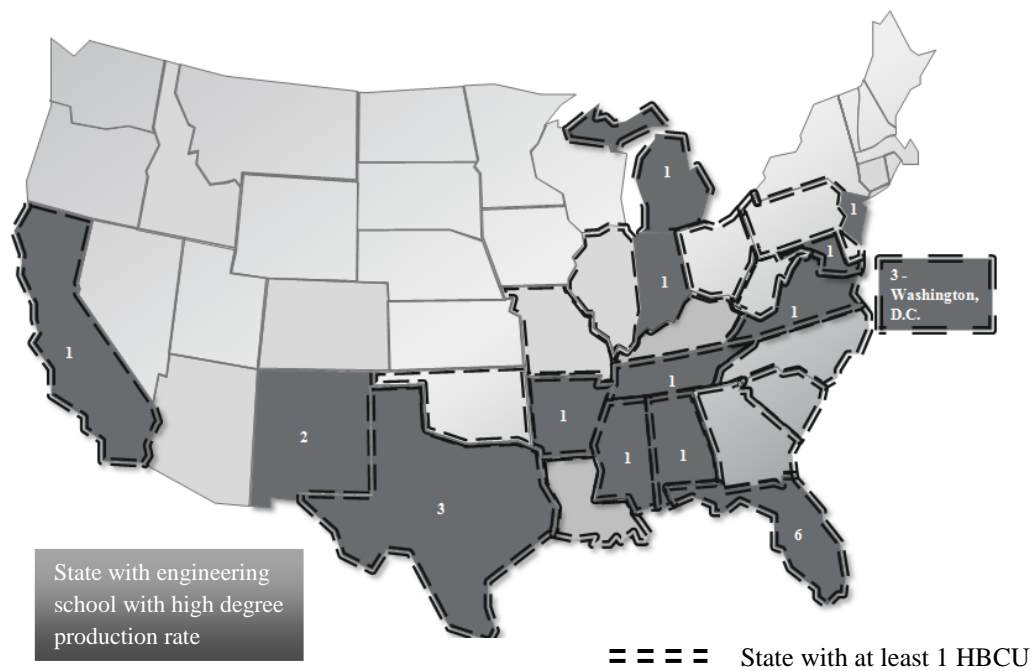 1
1
1
3 -
Washington,
D.C.
1
1
1
1
1
2
1
1
3
6
State with engineering
school with high degree
production rate
State with at least 1 HBCU